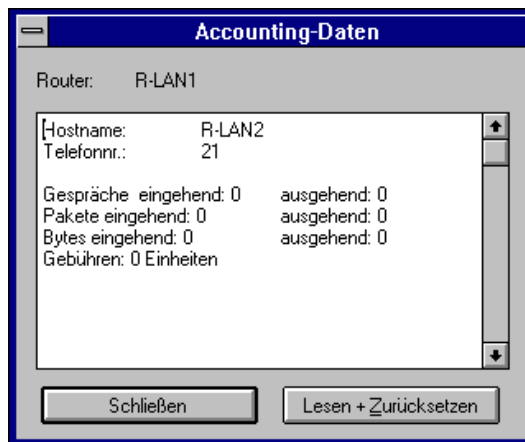 Accounting-Daten
Router: R-LAN1
Hostname: R-LAN2
Telefonnr.: 21
Gespräche eingehend: 0 ausgehend: 0
Pakete eingehend: 0 ausgehend: 0
Bytes eingehend: 0 ausgehend: 0
Gebühren: 0 Einheiten
Schließen Lesen + Zurücksetzen